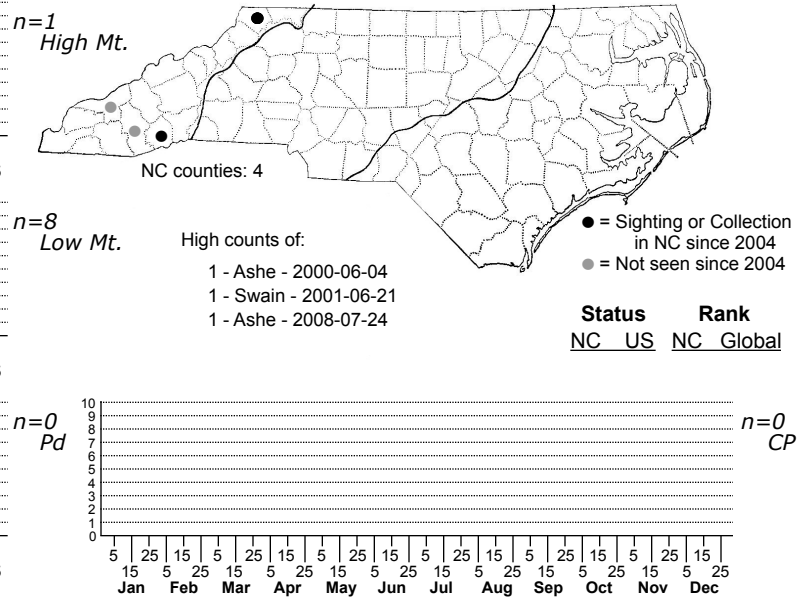 n=1
High Mt.
NC counties: 4
n=8
Low Mt.
High counts of:
1 - Ashe - 2000-06-04
1 - Swain - 2001-06-21
1 - Ashe - 2008-07-24
= Sighting or Collection
in NC since 2004
= Not seen since 2004
Status Rank
NC US NC Global
n=0
Pd
n=0
CP
10
9
8
7
6
5
4
3
2
1
0
5 25 15 5 25 15 5 25 15 5 25 15 5 25 15 5 25 15
15 5 25 15 5 25 15 5 25 15 5 25 15 5 25 15 5 25
Jan Feb Mar Apr May Jun Jul Aug Sep Oct Nov Dec